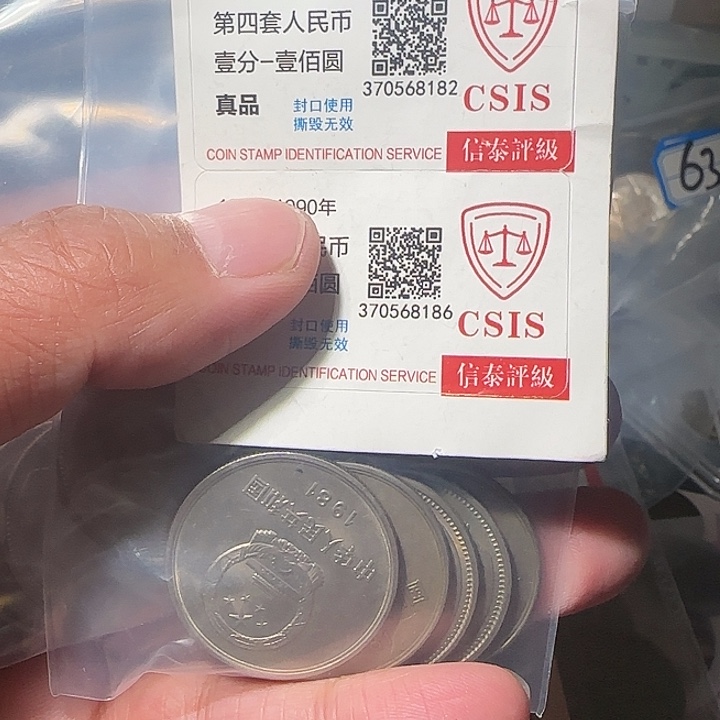 第四套人民币
壹分-壹佰圆
真品
封口使用
撕毁无效
370568182
CSIS
COIN STAMP IDENTIFICATION SERVICE
信泰評級
1990年
民币
佰圆
封口使用
撕毁无效
370568186
CSIS
COIN STAMP IDENTIFICATION SERVICE
信泰評級
63
中华人民共和国
1981